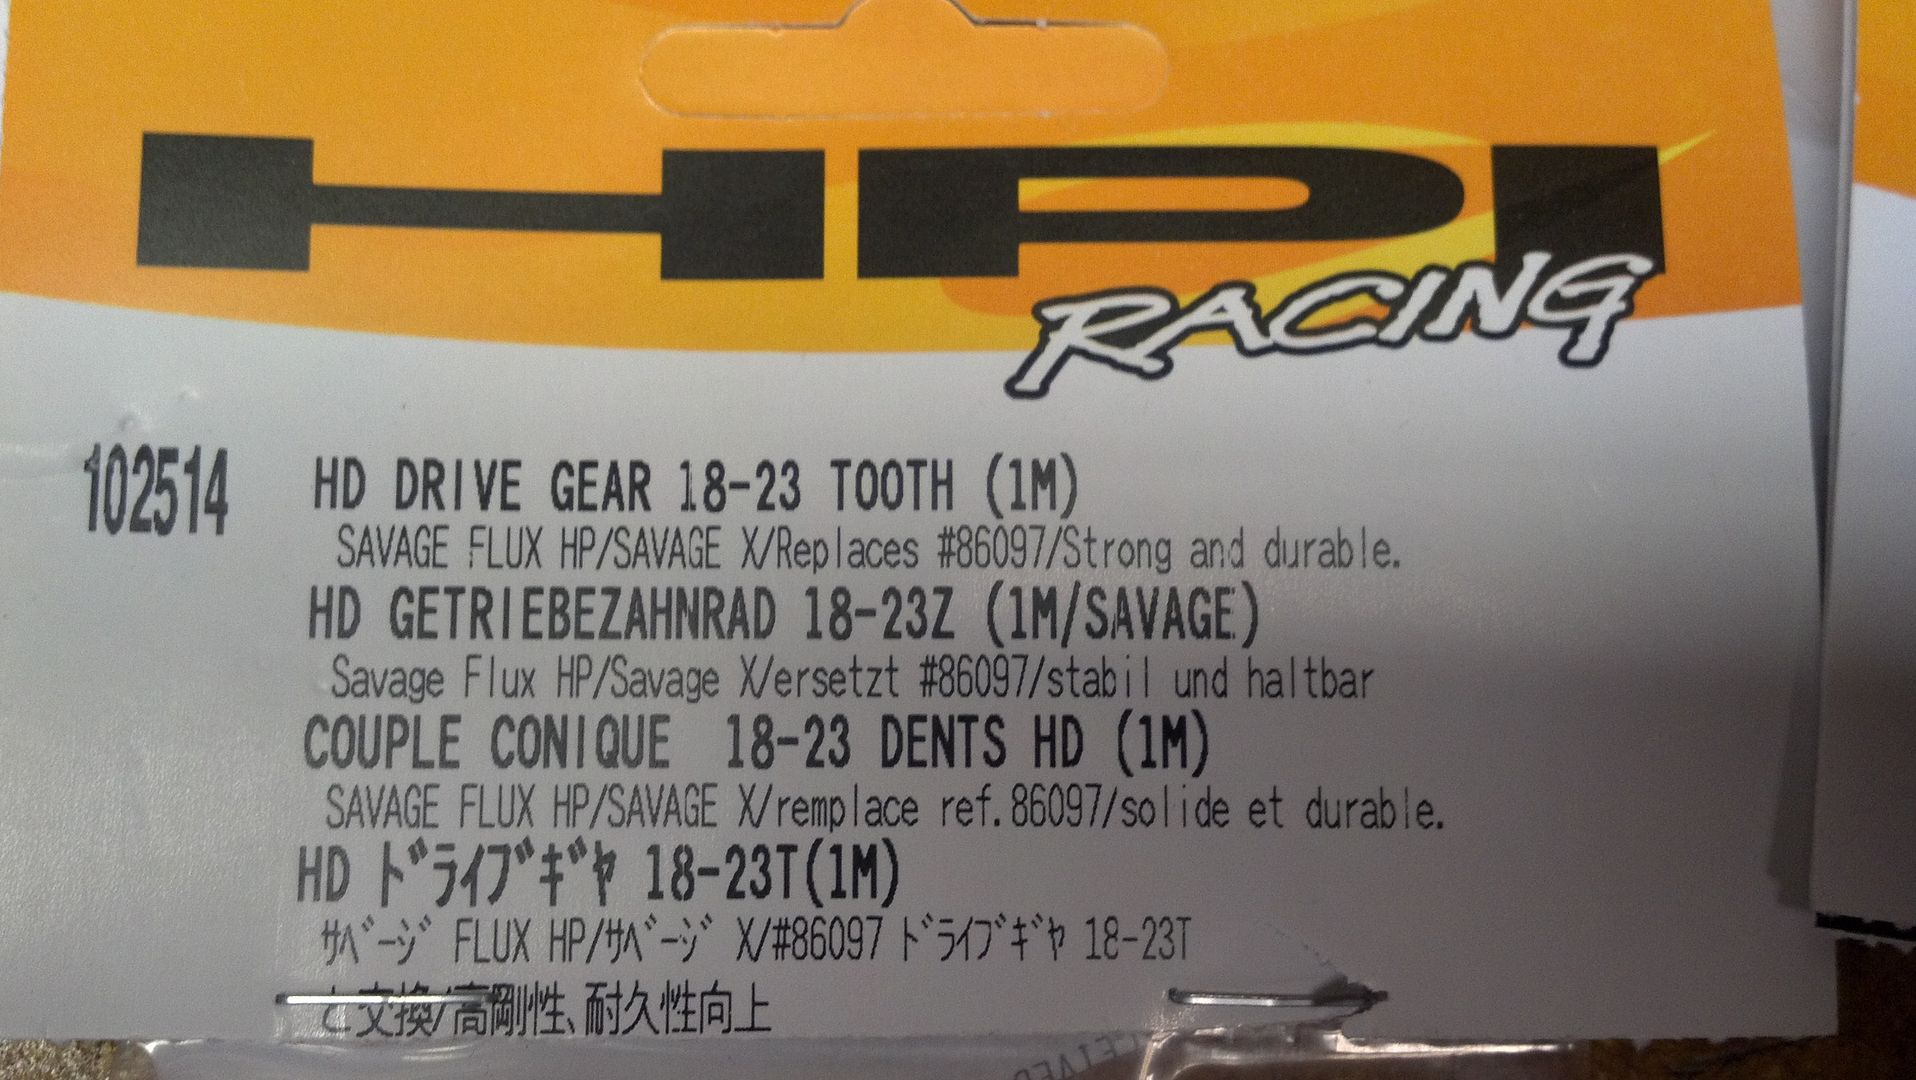 HPI
RACING
102514
HD DRIVE GEAR 18-23 TOOTH (1M)
SAVAGE FLUX HP/SAVAGE X/Replaces #86097/Strong and durable.
HD GETRIEBEZAHNRAD 18-23Z (1M/SAVAGE)
Savage Flux HP/Savage X/ersetzt #86097/stabil und haltbar
COUPLE CONIQUE 18-23 DENTS HD (1M)
SAVAGE FLUX HP/SAVAGE X/remplace ref.86097/solide et durable.
HD ドライブギヤ 18-23T(1M)
サベージ FLUX HP/サベージ X/#86097 ドライブギヤ 18-23T
と交換/高剛性、耐久性向上